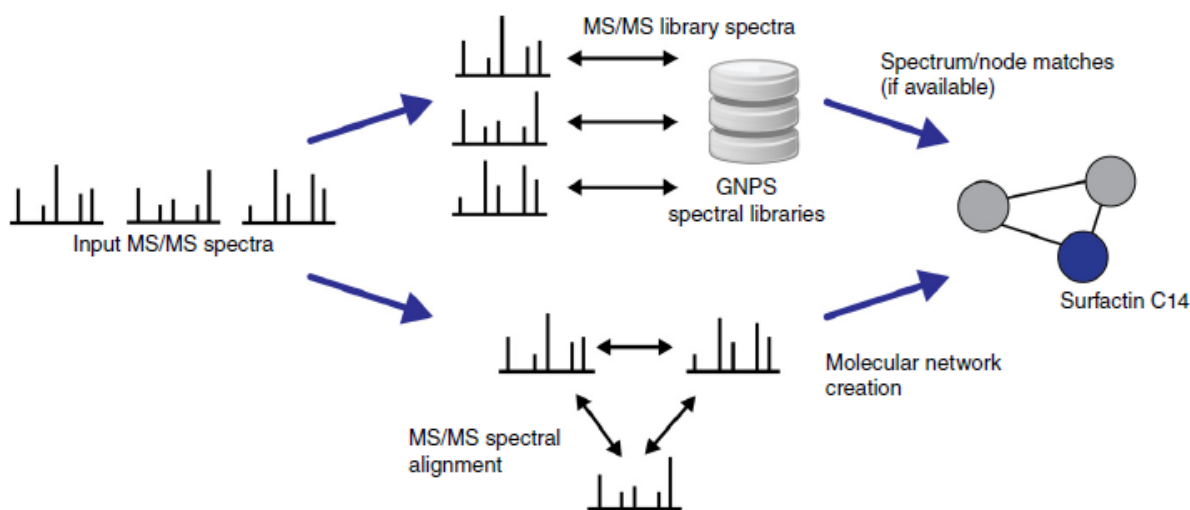 MS/MS library spectra
Spectrum/node matches
(if available)
GNPS
spectral libraries
Input MS/MS spectra
Surfactin C14
Molecular network
creation
MS/MS spectral
alignment